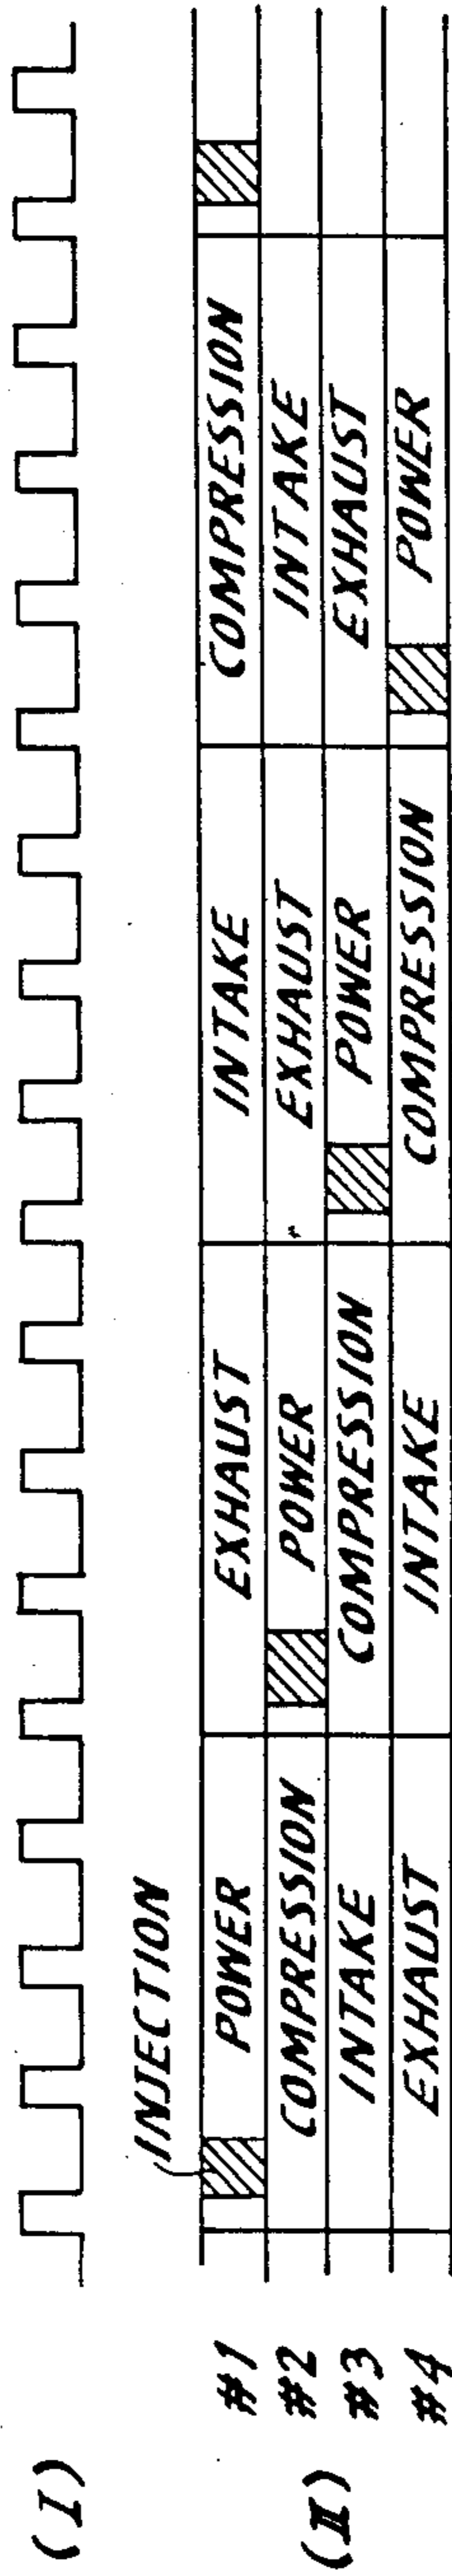 (I)
INJECTION
(II)
#1 POWER EXHAUST INTAKE COMPRESSION
#2 COMPRESSION POWER EXHAUST INTAKE
#3 INTAKE COMPRESSION POWER EXHAUST
#4 EXHAUST INTAKE COMPRESSION POWER